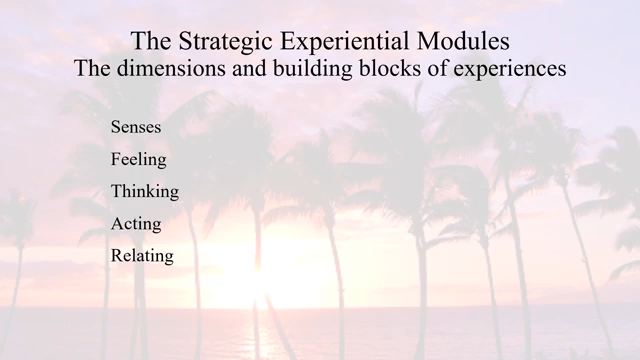 The Strategic Experiential Modules
The dimensions and building blocks of experiences
Senses
Feeling
Thinking
Acting
Relating